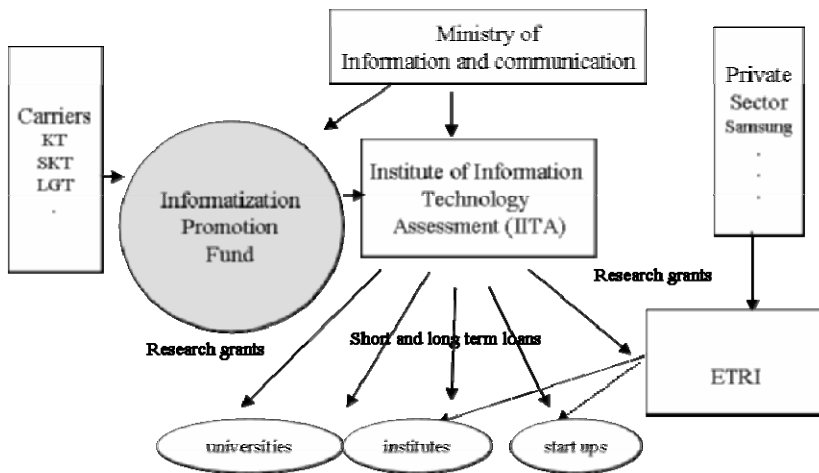 Ministry of
Information and communication
Carriers
KT
SKT
LGT
.
Informatization
Promotion
Fund
Institute of Information
Technology
Assessment (IITA)
Private
Sector
Samsung
.
.
.
.
Research grants
Research grants
Short and long term loans
ETRI
universities
institutes
start ups